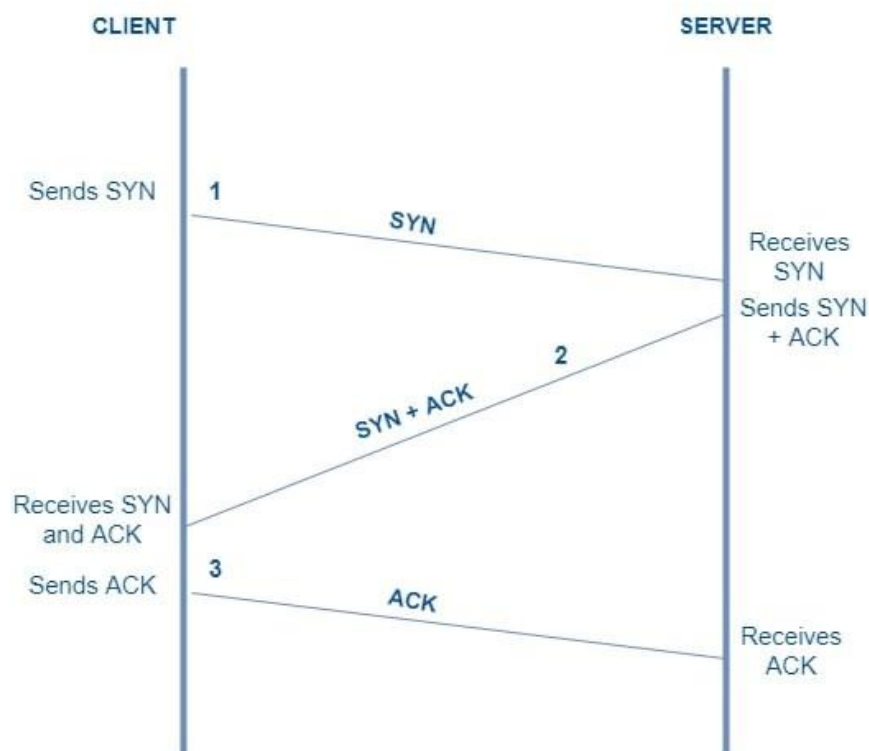 CLIENT
SERVER
Sends SYN
1
SYN
Receives
SYN
Sends SYN
+ ACK
2
SYN + ACK
Receives SYN
and ACK
3
Sends ACK
ACK
Receives
ACK